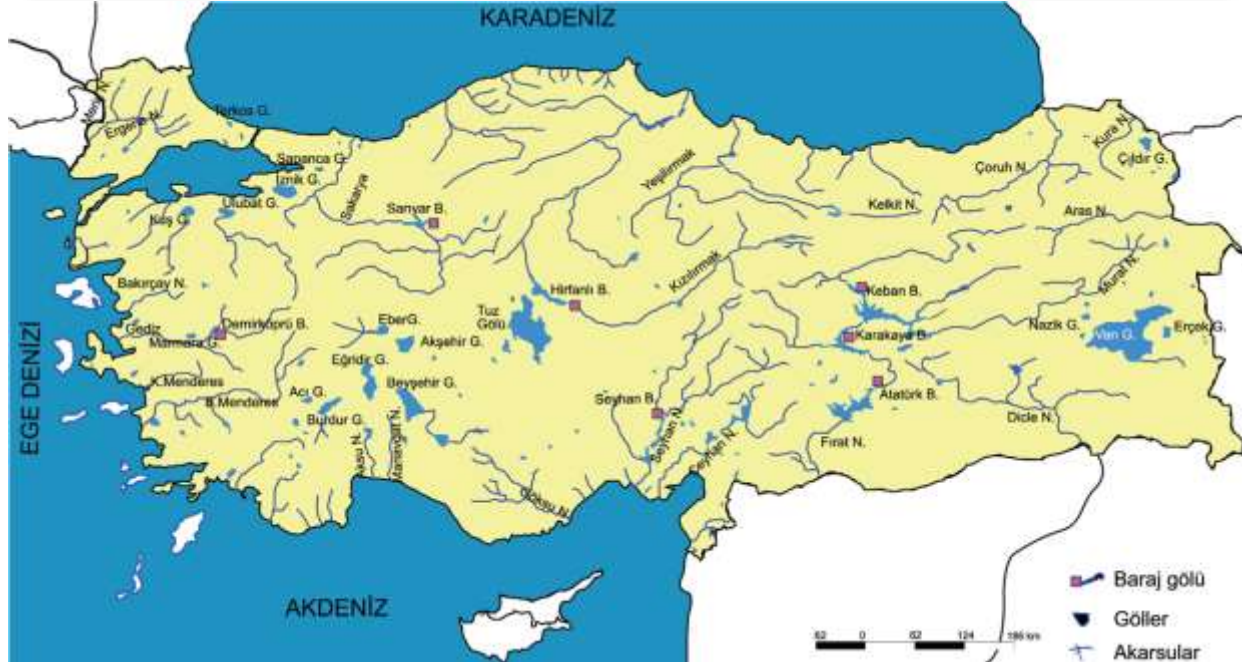 KARADENİZ
Meriç N.
Ergene N.
Terkos G.
Sapanca G.
İznik G.
Kuş G.
Ulubat G.
Sakarya
Sarıyar B.
Yeşilırmak
Kelkit N.
Çoruh N.
Kura N.
Çıldır G.
Aras N.
Bakırçay N.
Gediz
Marmara G.
Demirköprü B.
Eber G.
Akşehir G.
Tuz
Gölü
Hirfanlı B.
Kızılırmak
Keban B.
Karakaya B.
Murat N.
Nazik G.
Van G.
Erçek G.
EGE DENİZİ
K.Menderes
B.Menderes
Acı G.
Burdur G.
Eğridir G.
Beyşehir G.
Aksu N.
Manavgat N.
Göksu N.
Seyhan B.
Seyhan N.
Ceyhan N.
Atatürk B.
Fırat N.
Dicle N.
AKDENİZ
Baraj gölü
Göller
Akarsular
62 0 62 124 186 km